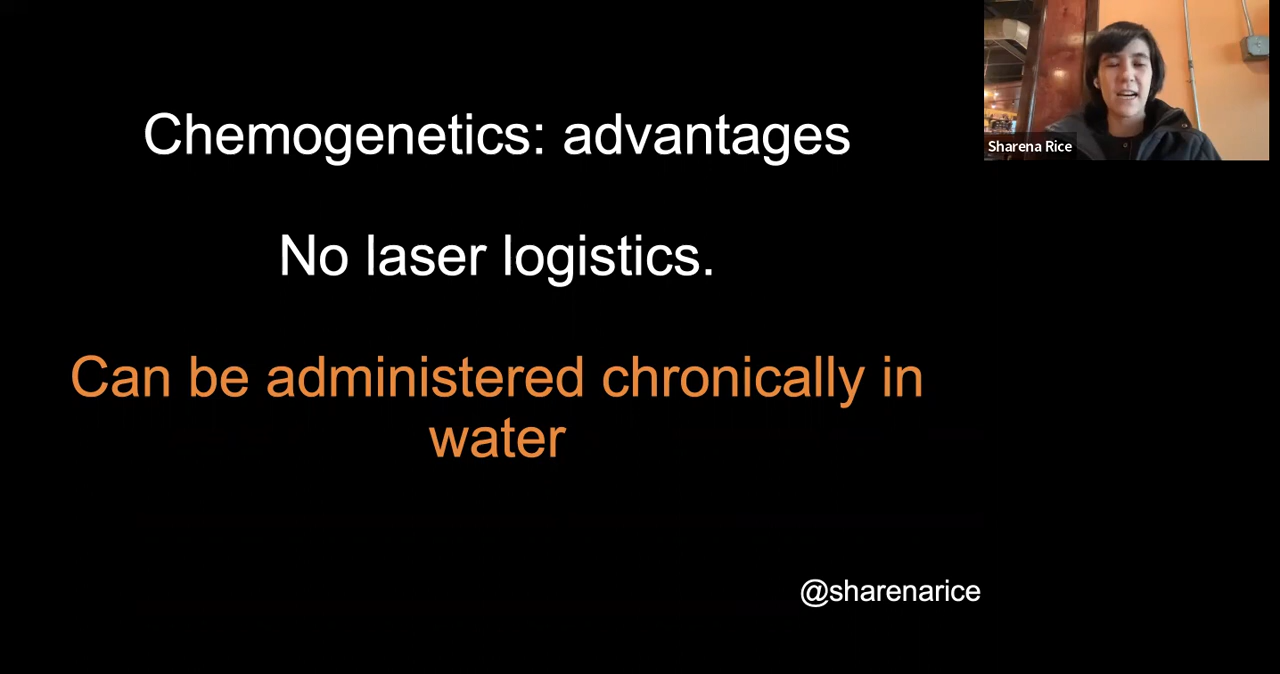 Chemogenetics: advantages
No laser logistics.
Can be administered chronically in
water
@sharenarice
Sharena Rice